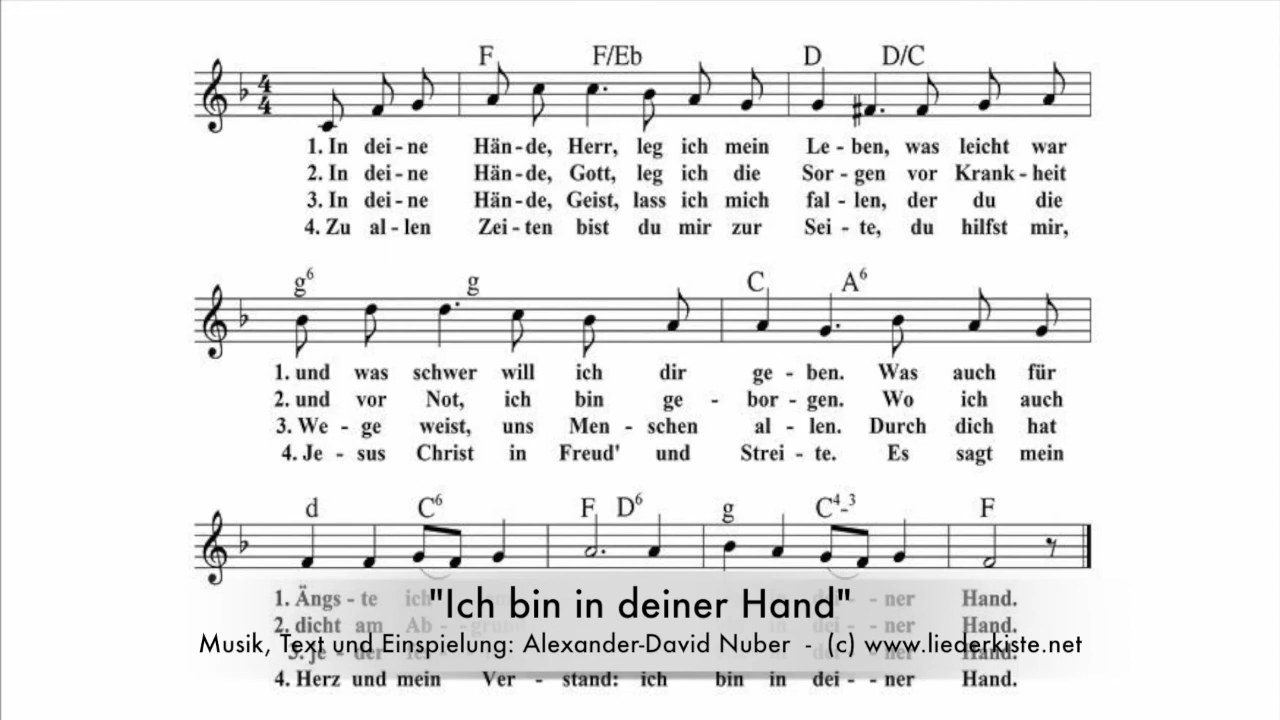 F F/Eb D D/C
1. In dei - ne Hän - de, Herr, leg ich mein Le - ben, was leicht war
2. In dei - ne Hän - de, Gott, leg ich die Sor - gen vor Krank - heit
3. In dei - ne Hän - de, Geist, lass ich mich fal - len, der du die
4. Zu al - len Zei - ten bist du mir zur Sei - te, du hilfst mir,
g6 g C A6
1. und was schwer will ich dir ge - ben. Was auch für
2. und vor Not, ich bin ge - bor - gen. Wo ich auch
3. We - ge weist, uns Men - schen al - len. Durch dich hat
4. Je - sus Christ in Freud' und Strei - te. Es sagt mein
d C6 F D6 g C4-3 F
1. Ängs - te ich - ner Hand.
"Ich bin in deiner Hand"
2. dicht am Ab - - ner Hand.
Musik, Text und Einspielung: Alexander-David Nuber - (c) www.liederkiste.net
4. Herz und mein Ver - stand: ich bin in dei - - ner Hand.